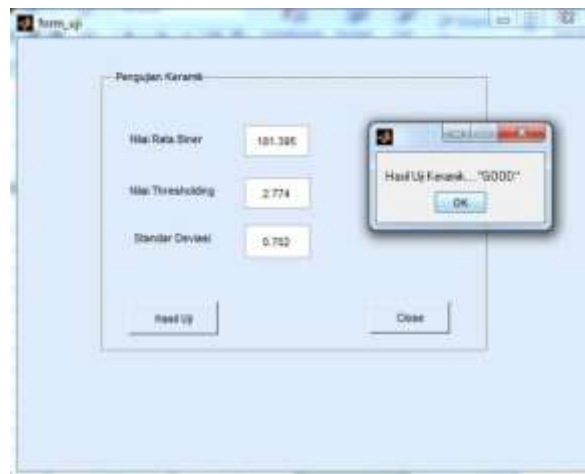 form_uji
Pengujian Keramik
Nilai Rata Biner
181.395
Hasil Uji Keramik...."GOOD"
OK
Nilai Thresholding
2.774
Standar Deviasi
0.702
Hasil Uji
Close